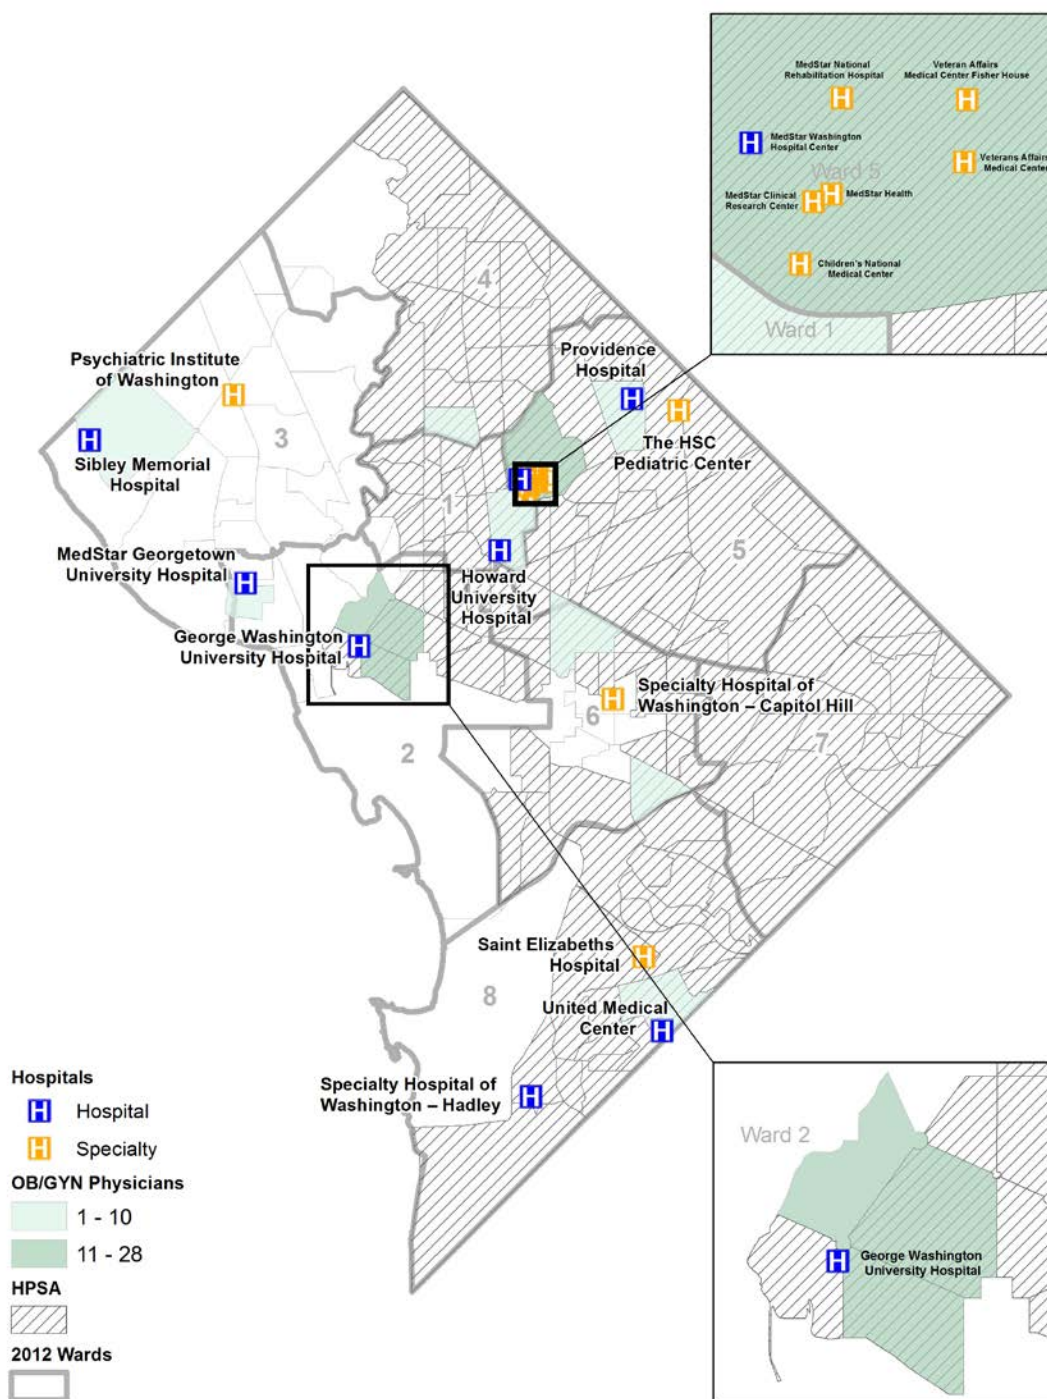 MedStar National
Rehabilitation Hospital
Veteran Affairs
Medical Center Fisher House
H
H
H
MedStar Washington
Hospital Center
H
Veterans Affairs
Medical Center
Ward 5
MedStar Clinical
Research Center
H
H
MedStar Health
H
Children's National
Medical Center
Ward 1
4
Providence
Hospital
H
H
The HSC
Pediatric Center
Psychiatric Institute
of Washington
H
3
H
Sibley Memorial
Hospital
H
1
5
H
Howard
University
Hospital
MedStar Georgetown
University Hospital
H
George Washington
University Hospital
H
Specialty Hospital of
Washington – Capitol Hill
H
6
7
2
Saint Elizabeths
Hospital
H
8
United Medical
Center
H
Specialty Hospital of
Washington – Hadley
H
Hospitals
H Hospital
H Specialty
OB/GYN Physicians
1 - 10
11 - 28
HPSA
2012 Wards
Ward 2
H
George Washington
University Hospital